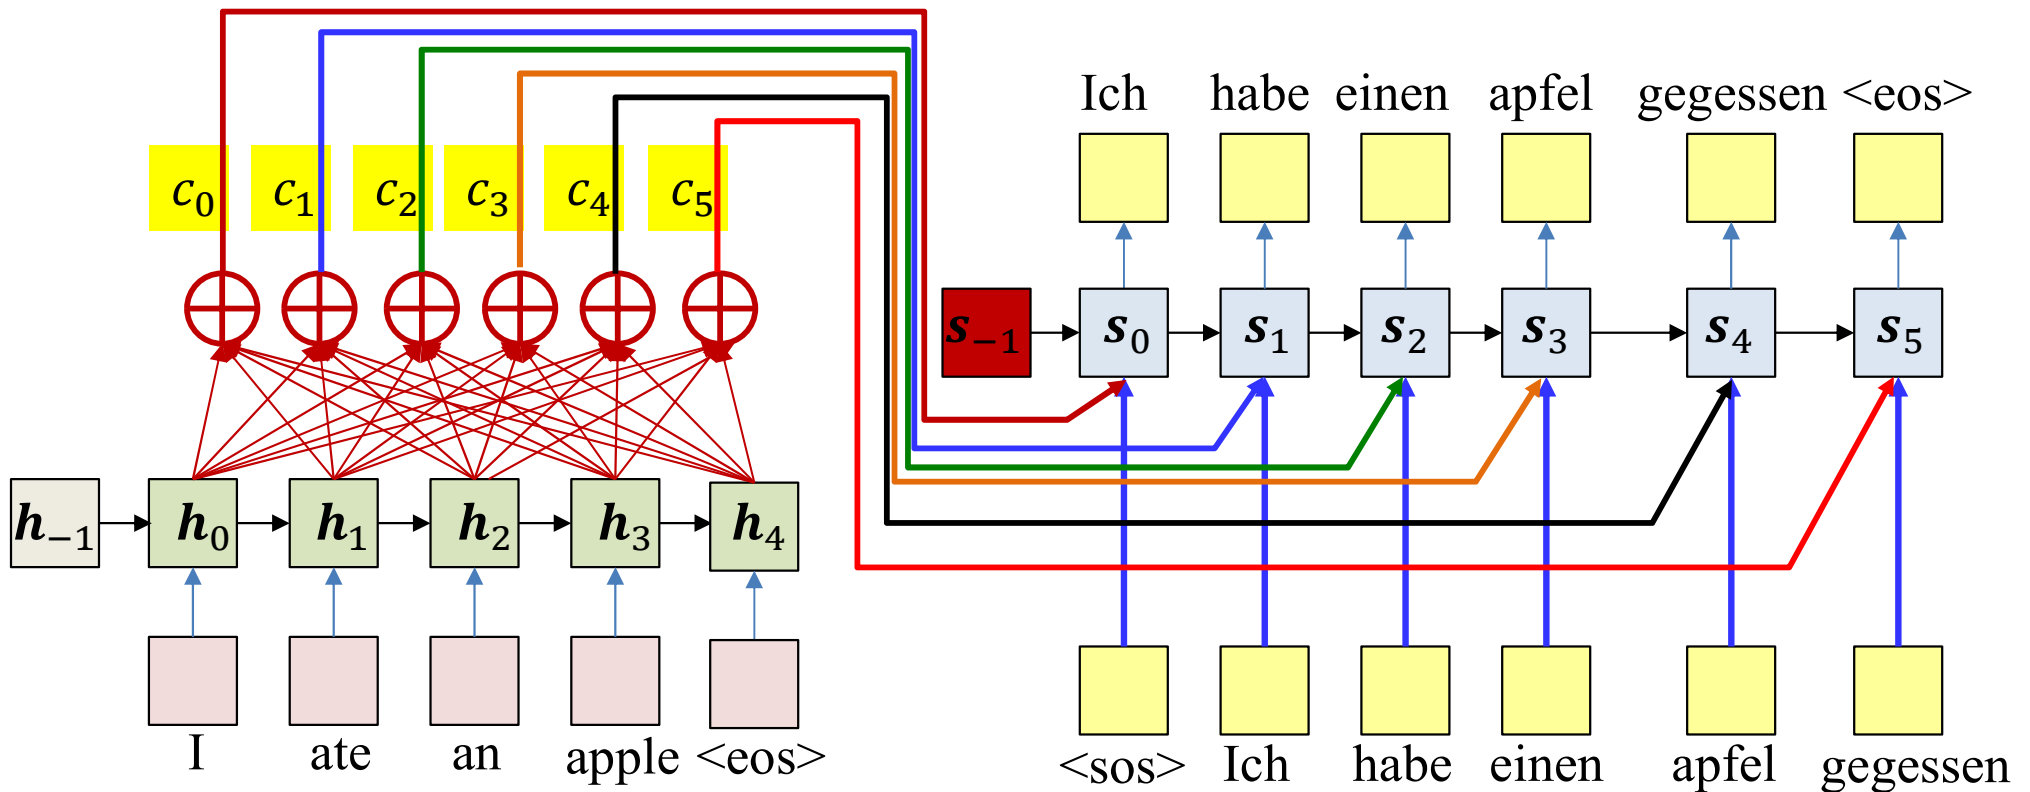 Ich habe einen apfel gegessen <eos>
c₀ c₁ c₂ c₃ c₄ c₅
s₋₁ s₀ s₁ s₂ s₃ s₄ s₅
h₋₁ h₀ h₁ h₂ h₃ h₄
I ate an apple <eos>
<sos> Ich habe einen apfel gegessen